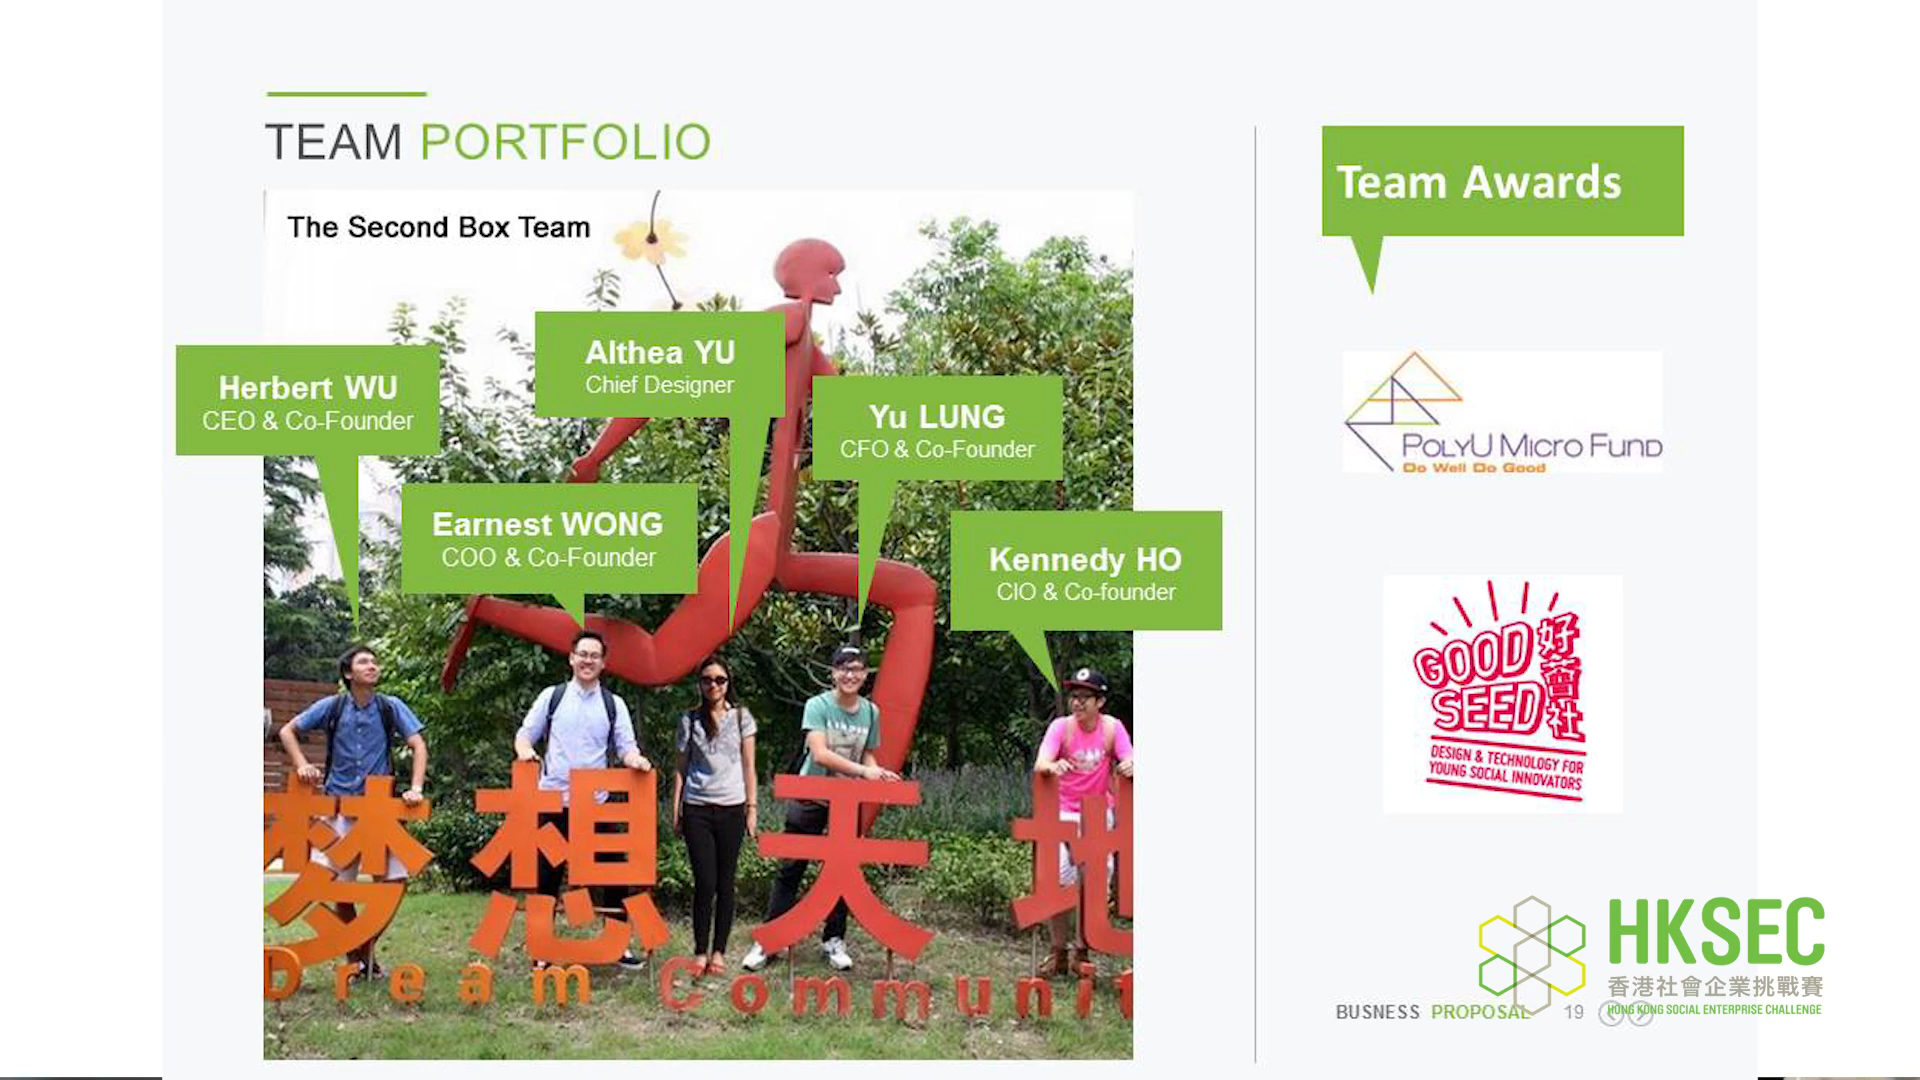 TEAM PORTFOLIO
The Second Box Team
Herbert WU
CEO & Co-Founder
Althea YU
Chief Designer
Yu LUNG
CFO & Co-Founder
Earnest WONG
COO & Co-Founder
Kennedy HO
CIO & Co-founder
梦想天地
Dream Communit
Team Awards
POLYU MICRO FUND
Do Well Do Good
GOOD SEED
好薈社
DESIGN & TECHNOLOGY FOR
YOUNG SOCIAL INNOVATORS
HKSEC
香港社會企業挑戰賽
HONG KONG SOCIAL ENTERPRISE CHALLENGE
BUSNESS PROPOSAL 19